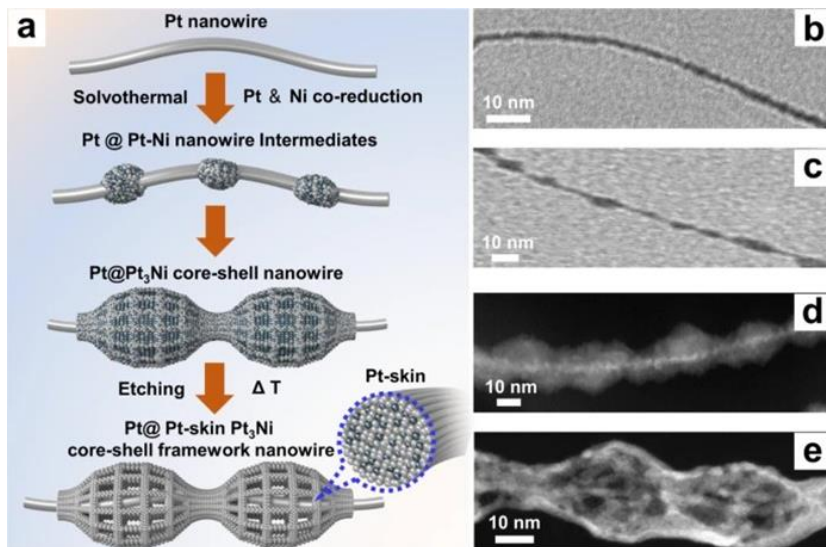 a
Pt nanowire
Solvothermal Pt & Ni co-reduction
Pt @ Pt-Ni nanowire Intermediates
Pt@Pt₃Ni core-shell nanowire
Etching Δ T
Pt-skin
Pt@ Pt-skin Pt₃Ni
core-shell framework nanowire
b
10 nm
c
10 nm
d
10 nm
e
10 nm